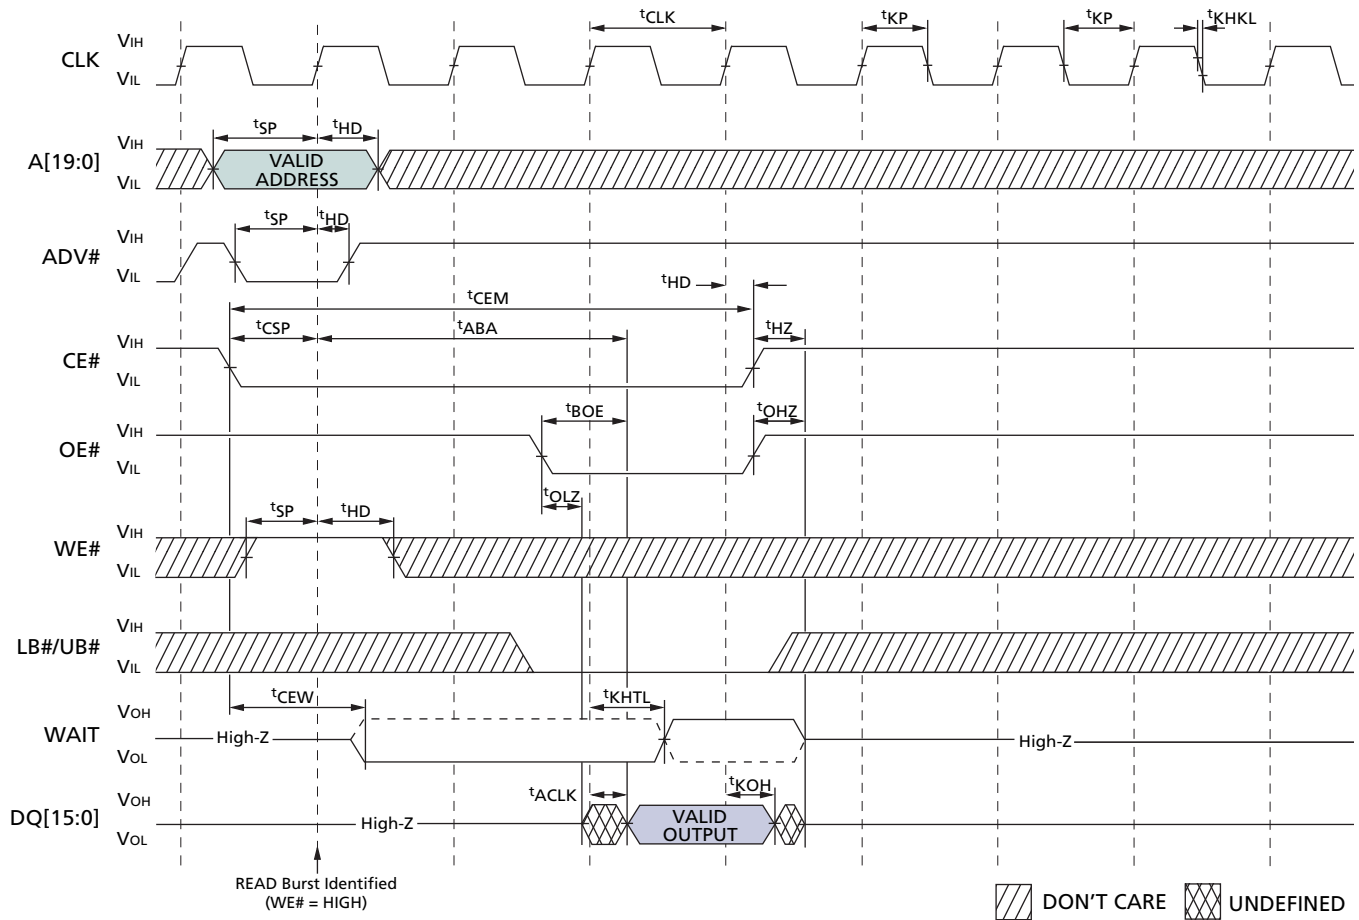 tCLK tKP tKP tKHKL
CLK VIH
VIL
tSP tHD
A[19:0] VIH
VIL
VALID
ADDRESS
tSP tHD
ADV# VIH
VIL
tHD
tCEM
tCSP tABA tHZ
CE# VIH
VIL
tBOE tOHZ
OE# VIH
VIL
tOLZ
tSP tHD
WE# VIH
VIL
LB#/UB# VIH
VIL
tCEW tKHTL
WAIT VOH
VOL
High-Z High-Z
tACLK tKOH
DQ[15:0] VOH
VOL
High-Z
VALID
OUTPUT
READ Burst Identified
(WE# = HIGH)
DON'T CARE UNDEFINED